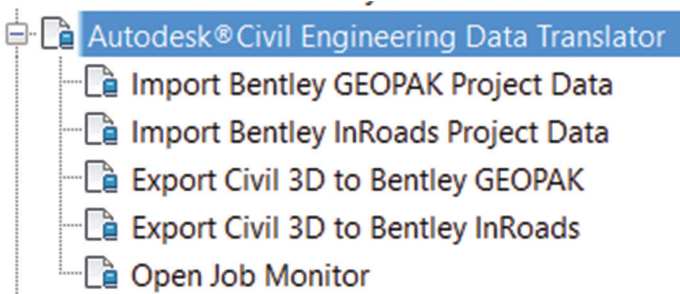 Autodesk®Civil Engineering Data Translator
Import Bentley GEOPAK Project Data
Import Bentley InRoads Project Data
Export Civil 3D to Bentley GEOPAK
Export Civil 3D to Bentley InRoads
Open Job Monitor